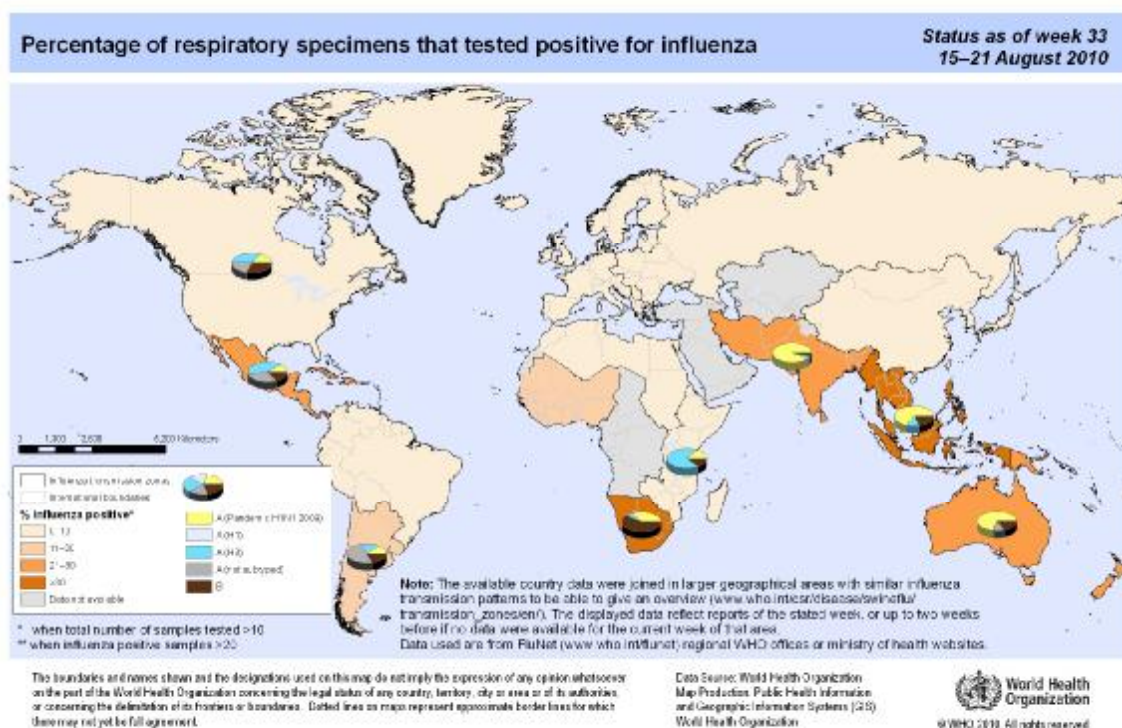 Percentage of respiratory specimens that tested positive for influenza
Status as of week 33
15–21 August 2010
Kilometers
Influenza transmission zones
International boundaries
% influenza positive*
Data not available
A(H1)
A(H3)
A(not subtyped)
B
* when total number of samples tested >10
** when influenza positive samples >20
Note: The available country data were joined in larger geographical areas with similar influenza
transmission patterns to be able to give an overview (www.who.int/csr/disease/swineflu/
transmission_zones/en/). The displayed data reflect reports of the stated week, or up to two weeks
before if no data were available for the current week of that area.
Data used are from FluNet (www.who.int/flunet) regional WHO offices or ministry of health websites.
The boundaries and names shown and the designations used on this map do not imply the expression of any opinion whatsoever
on the part of the World Health Organization concerning the legal status of any country, territory, city or area or of its authorities,
or concerning the delimitation of its frontiers or boundaries. Dotted lines on maps represent approximate border lines for which
there may not yet be full agreement.
Data Source: World Health Organization
Map Production: Public Health Information
and Geographic Information Systems (GIS)
World Health Organization
World Health
Organization
© WHO 2010. All rights reserved